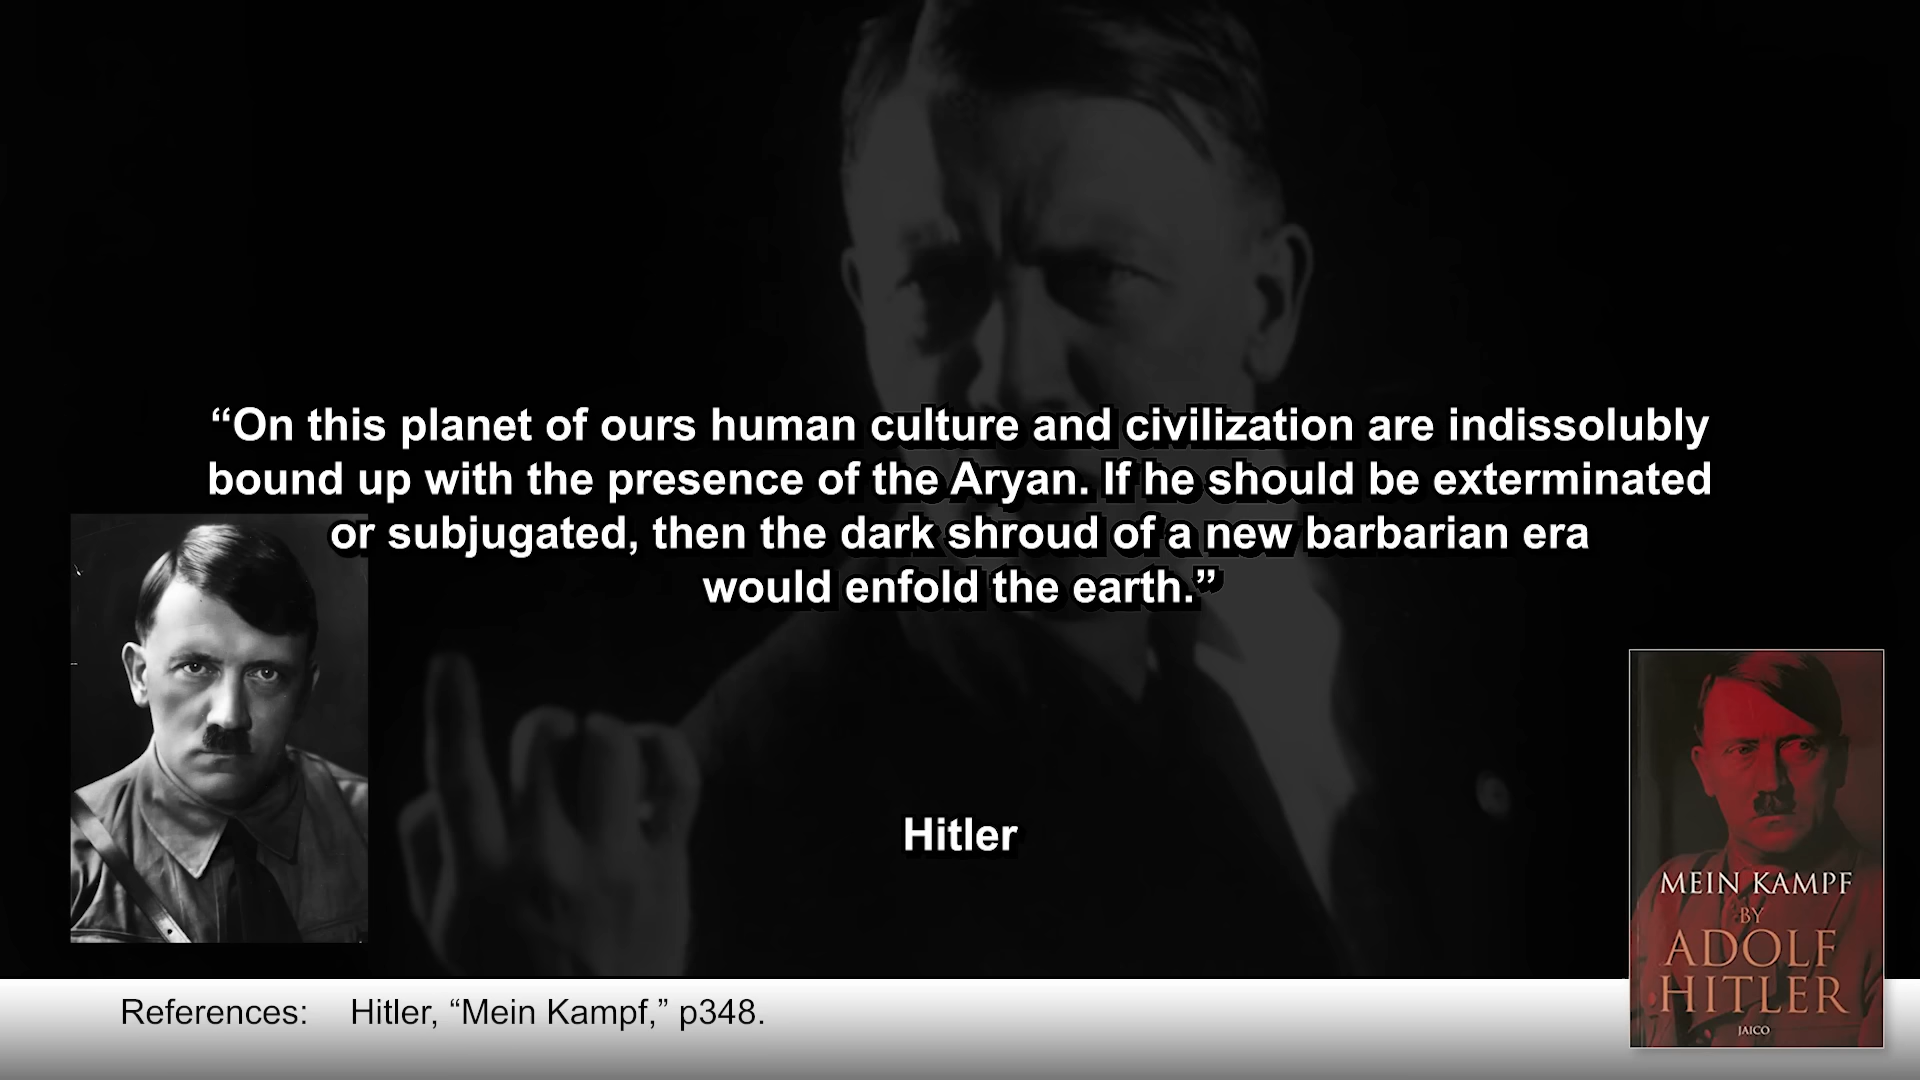 “On this planet of ours human culture and civilization are indissolubly
bound up with the presence of the Aryan. If he should be exterminated
or subjugated, then the dark shroud of a new barbarian era
would enfold the earth.”
Hitler
MEIN KAMPF
BY
ADOLF
HITLER
JAICO
References: Hitler, “Mein Kampf,” p348.